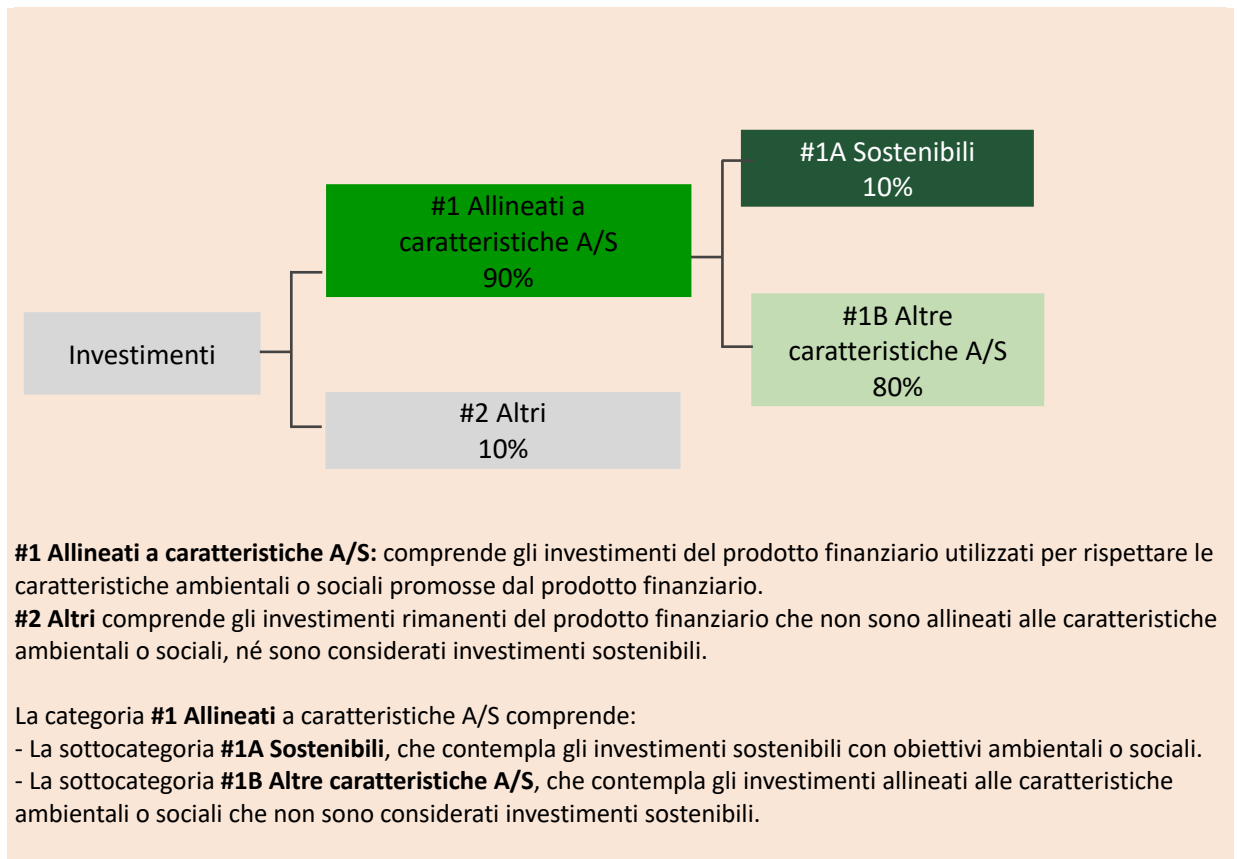 #1A Sostenibili
10%
#1 Allineati a
caratteristiche A/S
90%
#1B Altre
caratteristiche A/S
80%
Investimenti
#2 Altri
10%
#1 Allineati a caratteristiche A/S: comprende gli investimenti del prodotto finanziario utilizzati per rispettare le
caratteristiche ambientali o sociali promosse dal prodotto finanziario.
#2 Altri comprende gli investimenti rimanenti del prodotto finanziario che non sono allineati alle caratteristiche
ambientali o sociali, né sono considerati investimenti sostenibili.
La categoria #1 Allineati a caratteristiche A/S comprende:
- La sottocategoria #1A Sostenibili, che contempla gli investimenti sostenibili con obiettivi ambientali o sociali.
- La sottocategoria #1B Altre caratteristiche A/S, che contempla gli investimenti allineati alle caratteristiche
ambientali o sociali che non sono considerati investimenti sostenibili.